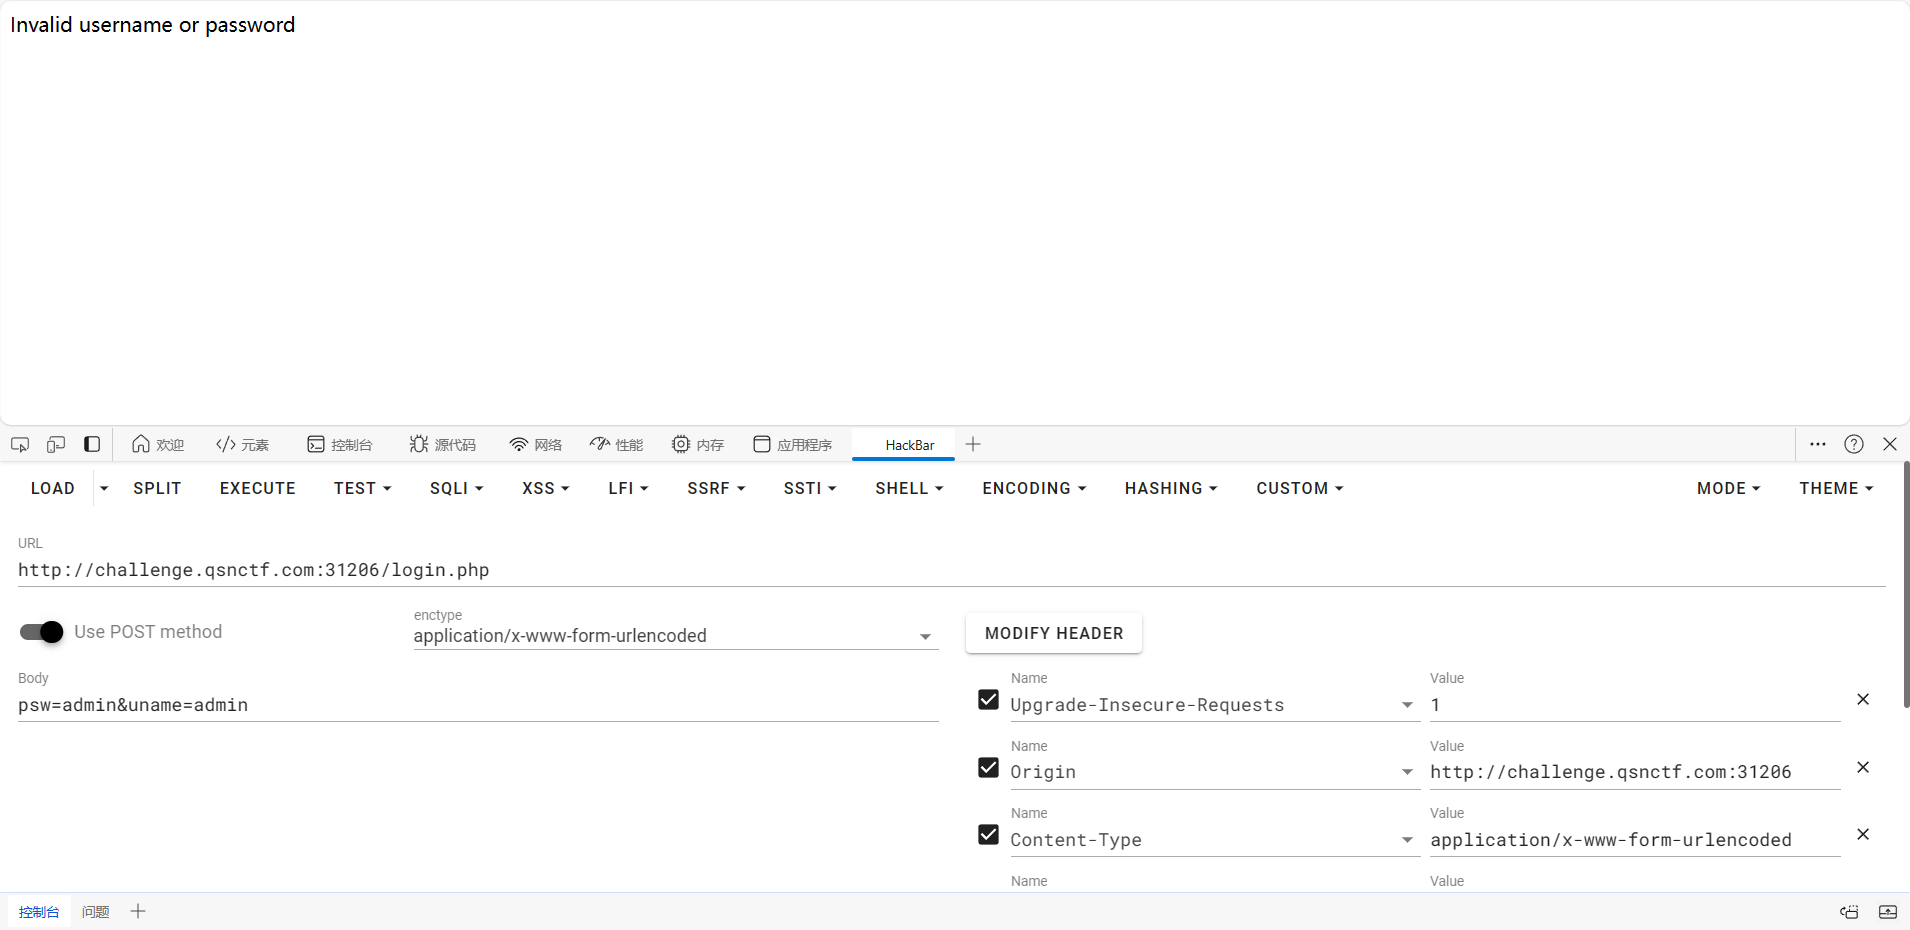 Invalid username or password
欢迎 元素 控制台 源代码 网络 性能 内存 应用程序 HackBar
LOAD SPLIT EXECUTE TEST SQLI XSS LFI SSRF SSTI SHELL ENCODING HASHING CUSTOM MODE THEME
URL
http://challenge.qsnctf.com:31206/login.php
Use POST method
enctype
application/x-www-form-urlencoded
MODIFY HEADER
Body
psw=admin&uname=admin
Name Value
Upgrade-Insecure-Requests 1
Name Value
Origin http://challenge.qsnctf.com:31206
Name Value
Content-Type application/x-www-form-urlencoded
Name Value
控制台 问题